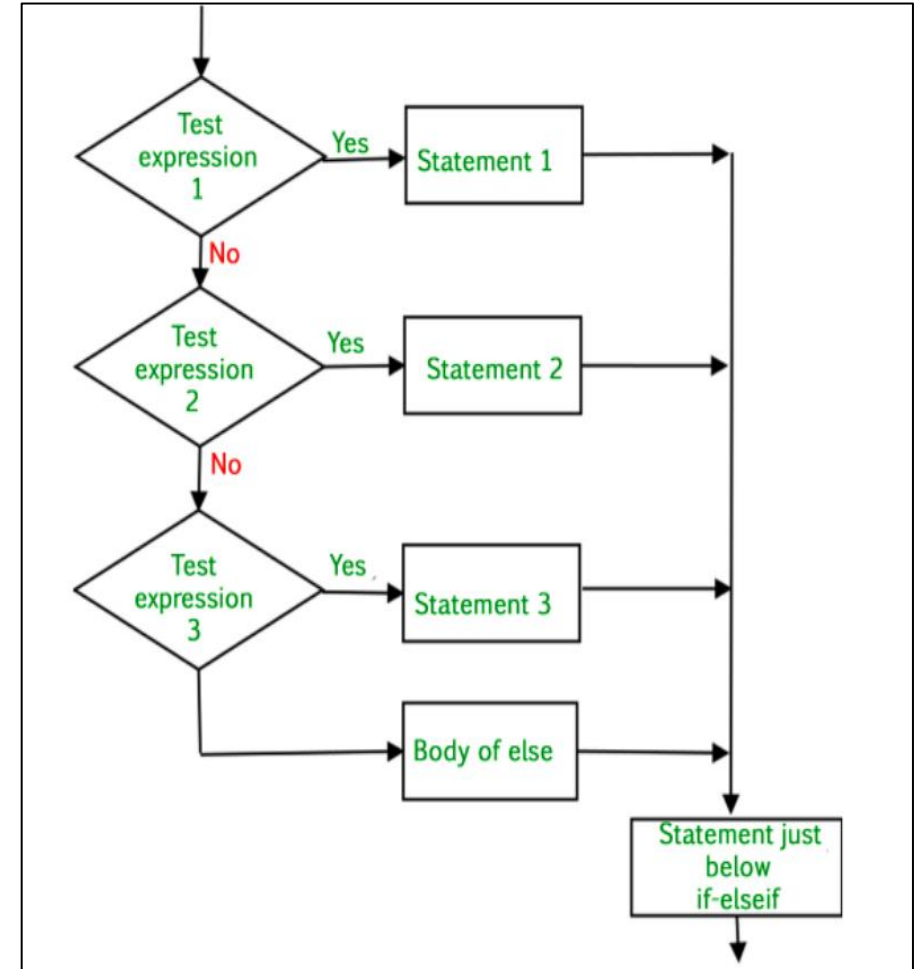 Test
expression
1
Yes
Statement 1
No
Test
expression
2
Yes
Statement 2
No
Test
expression
3
Yes
Statement 3
Body of else
Statement just
below
if-elseif